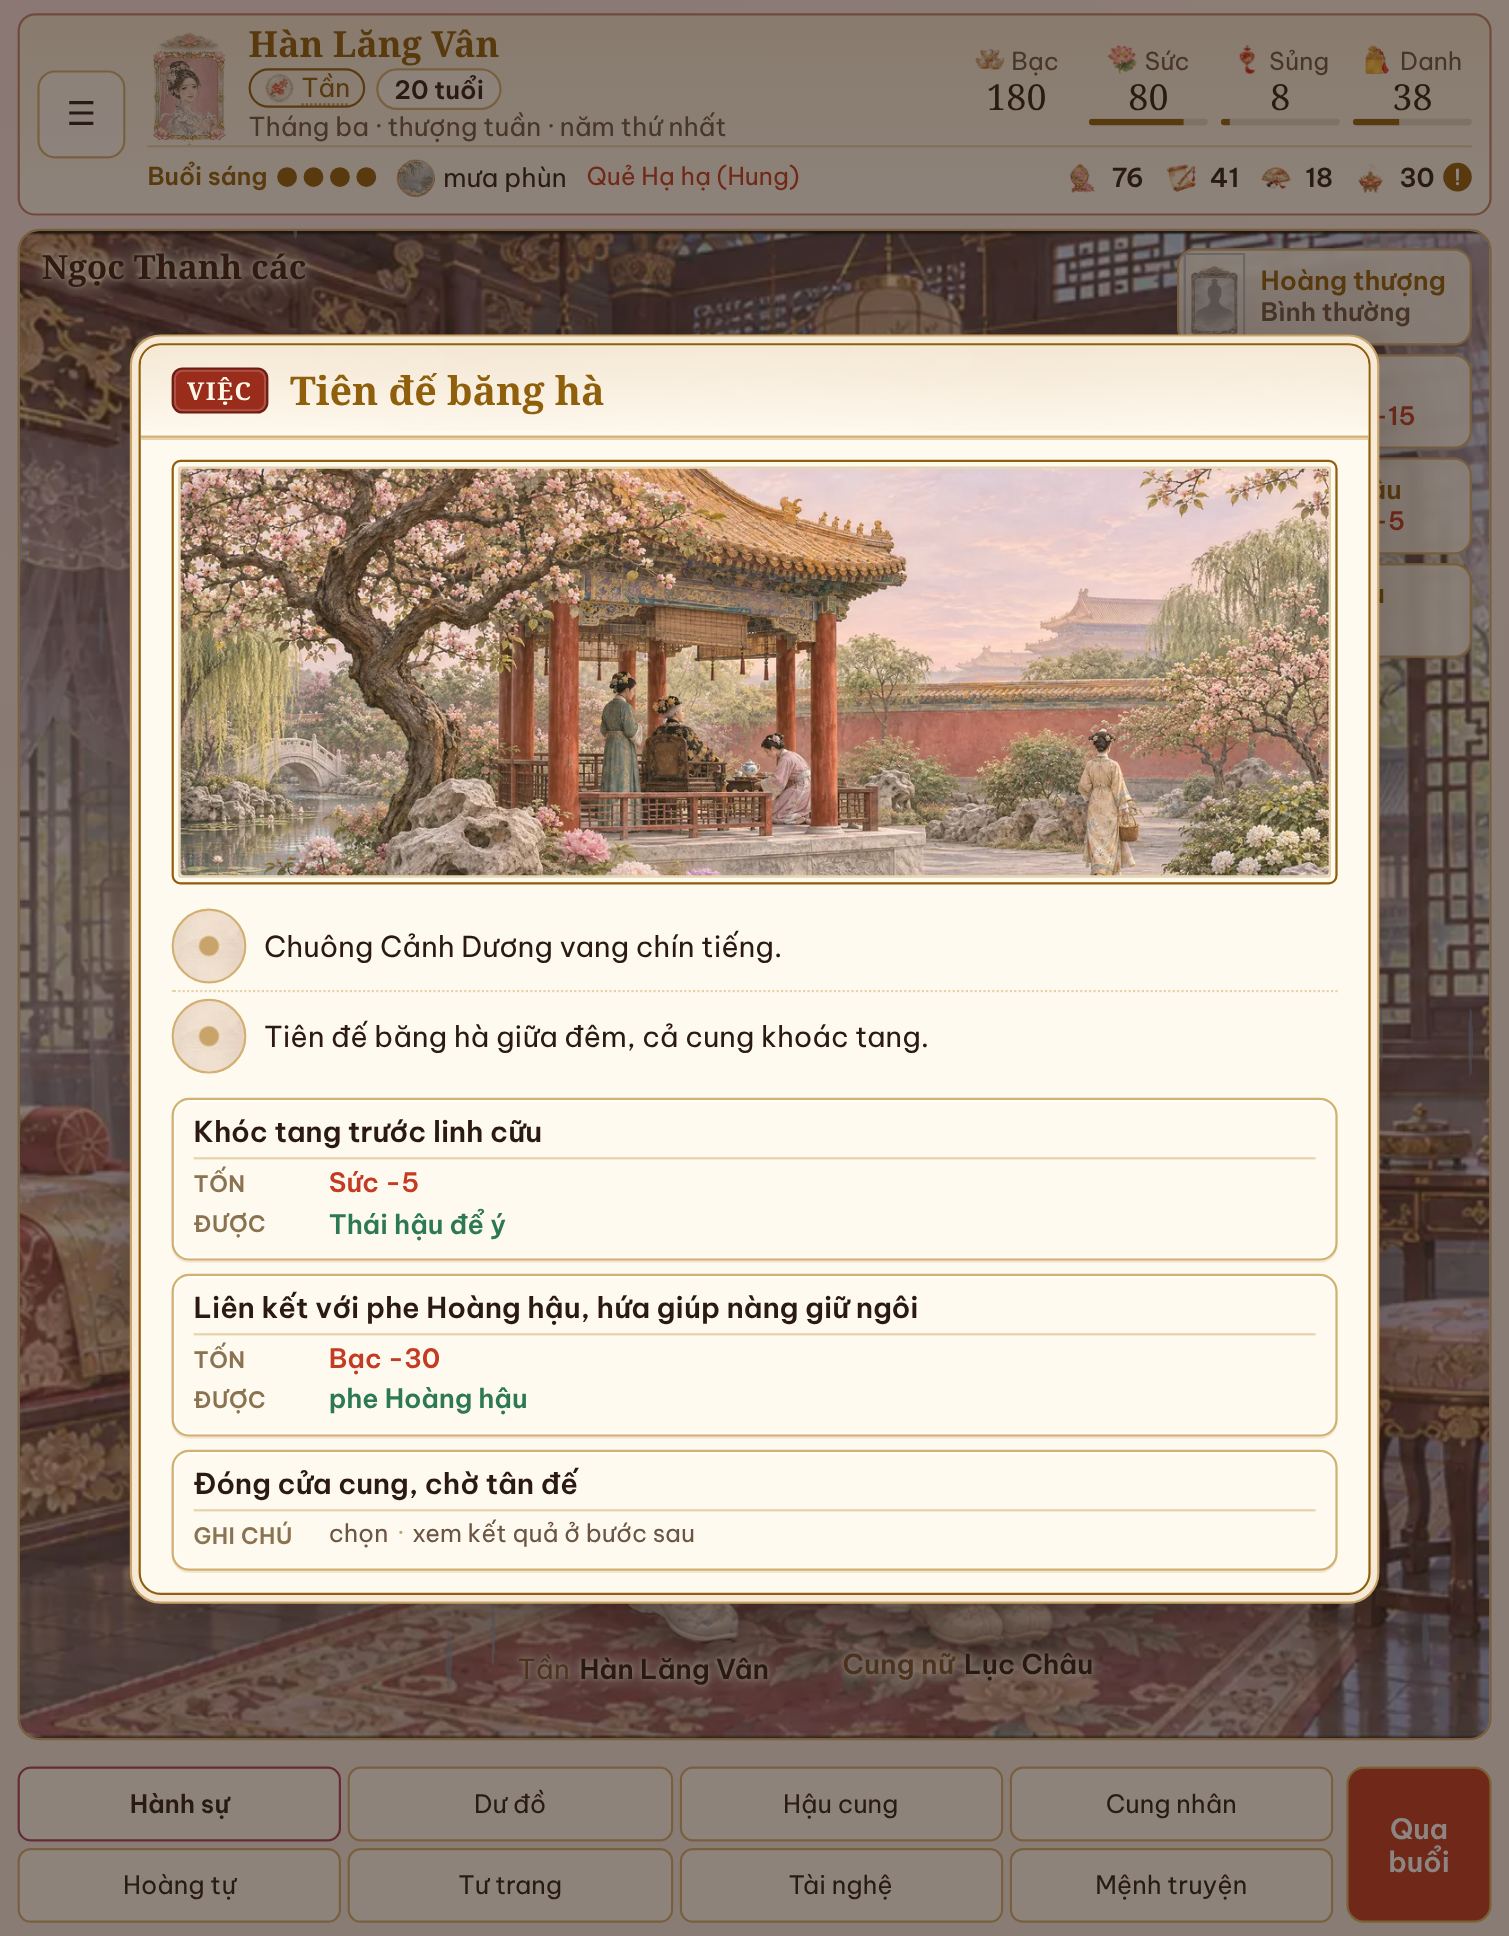 Hàn Lăng Vân
Tần
20 tuổi
Tháng ba · thượng tuần · năm thứ nhất
Bạc
180
Sức
80
Sủng
8
Danh
38
Buổi sáng
mưa phùn
Quẻ Hạ hạ (Hung)
76
41
18
30
!
Ngọc Thanh các
Hoàng thượng
Bình thường
-15
-5
VIỆC
Tiên đế băng hà
Chuông Cảnh Dương vang chín tiếng.
Tiên đế băng hà giữa đêm, cả cung khoác tang.
Khóc tang trước linh cữu
TỐN Sức -5
ĐƯỢC Thái hậu để ý
Liên kết với phe Hoàng hậu, hứa giúp nàng giữ ngôi
TỐN Bạc -30
ĐƯỢC phe Hoàng hậu
Đóng cửa cung, chờ tân đế
GHI CHÚ chọn · xem kết quả ở bước sau
Tần Hàn Lăng Vân
Cung nữ Lục Châu
Hành sự
Dư đồ
Hậu cung
Cung nhân
Qua
buổi
Hoàng tự
Tư trang
Tài nghệ
Mệnh truyện